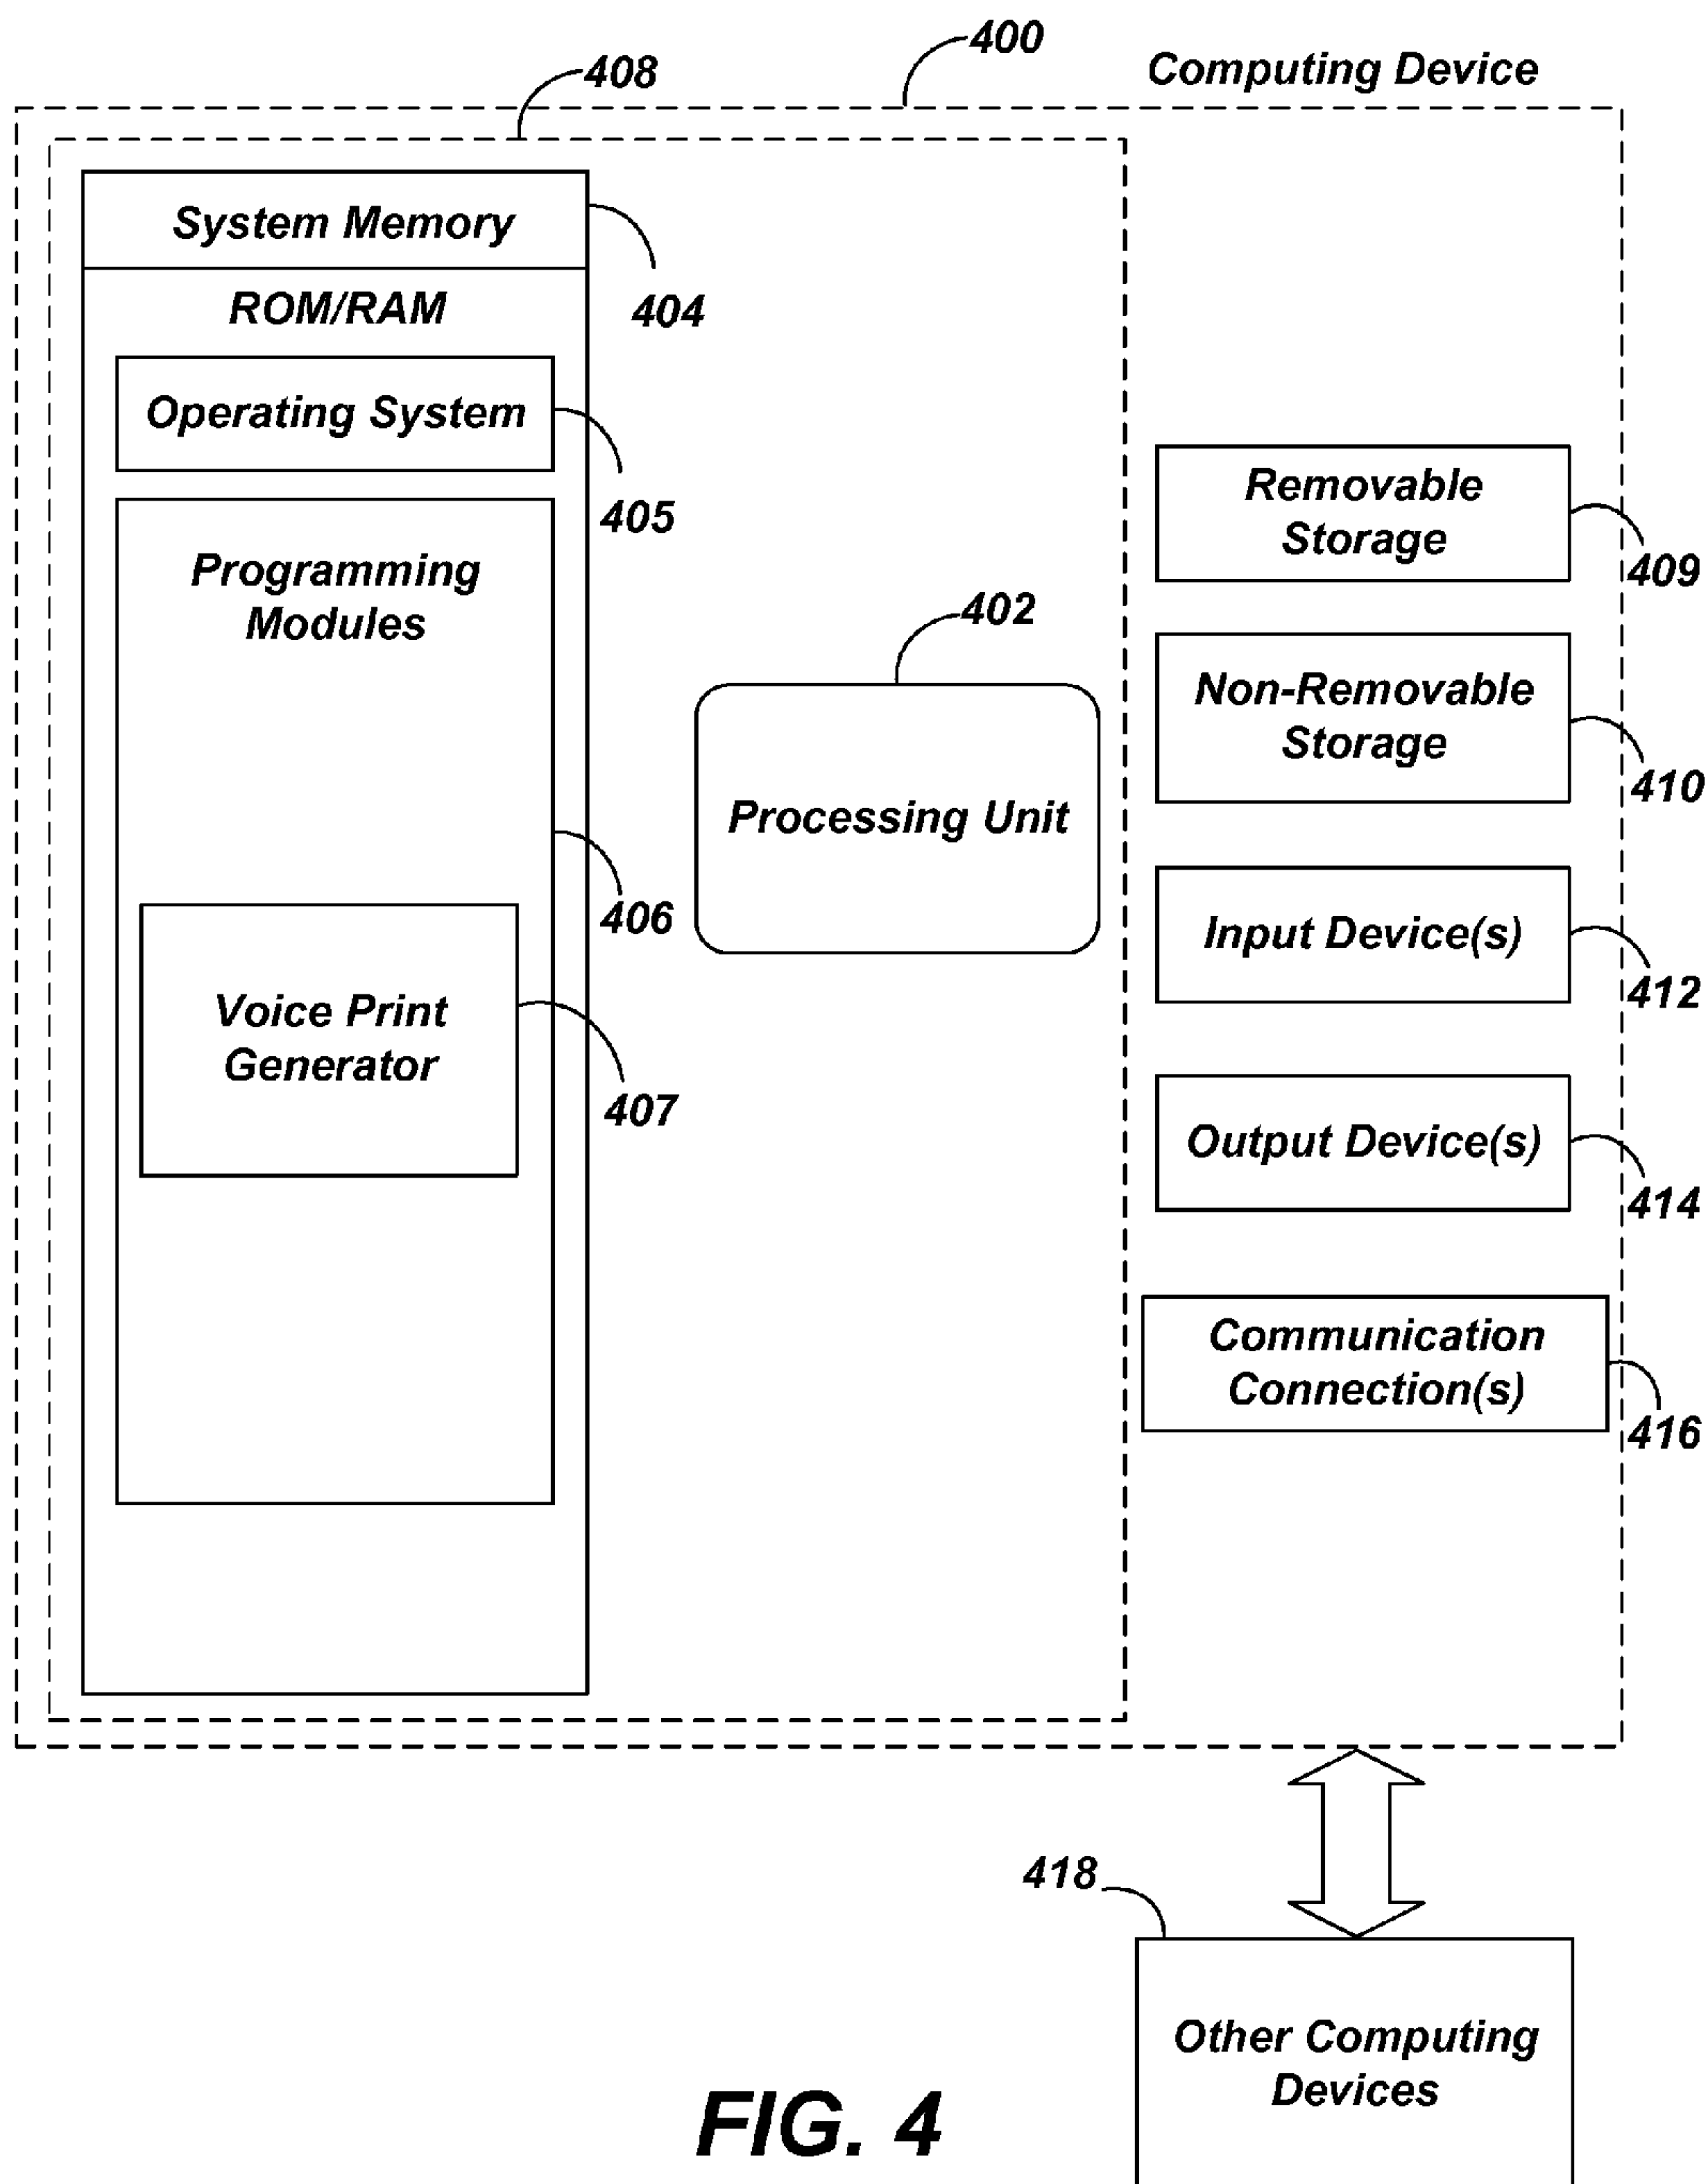 400
Computing Device
408
System Memory
404
ROM/RAM
Operating System
405
Programming
Modules
406
Voice Print
Generator
407
402
Processing Unit
Removable
Storage
409
Non-Removable
Storage
410
Input Device(s)
412
Output Device(s)
414
Communication
Connection(s)
416
418
Other Computing
Devices
FIG. 4